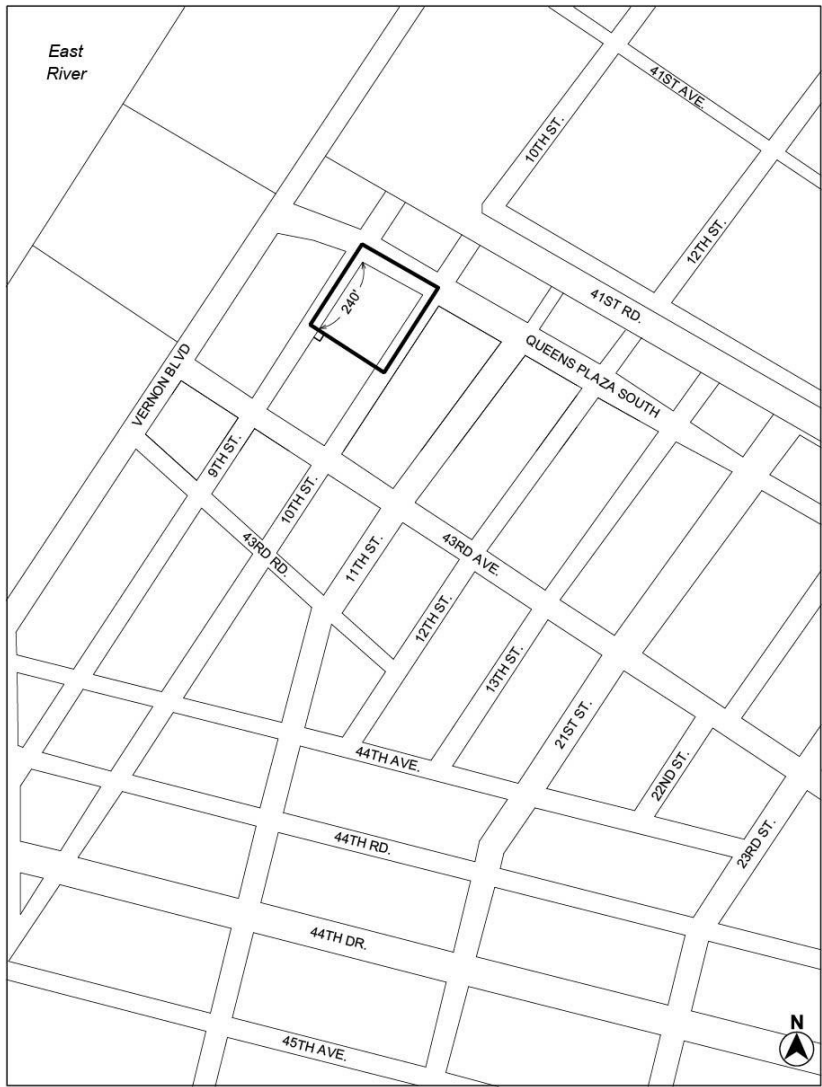 East
River
41ST AVE.
10TH ST.
12TH ST.
41ST RD.
240'
QUEENS PLAZA SOUTH
VERNON BLVD
9TH ST.
10TH ST.
43RD RD.
11TH ST.
43RD AVE.
12TH ST.
13TH ST.
21ST ST.
22ND ST.
44TH AVE.
23RD ST.
44TH RD.
44TH DR.
45TH AVE.
N